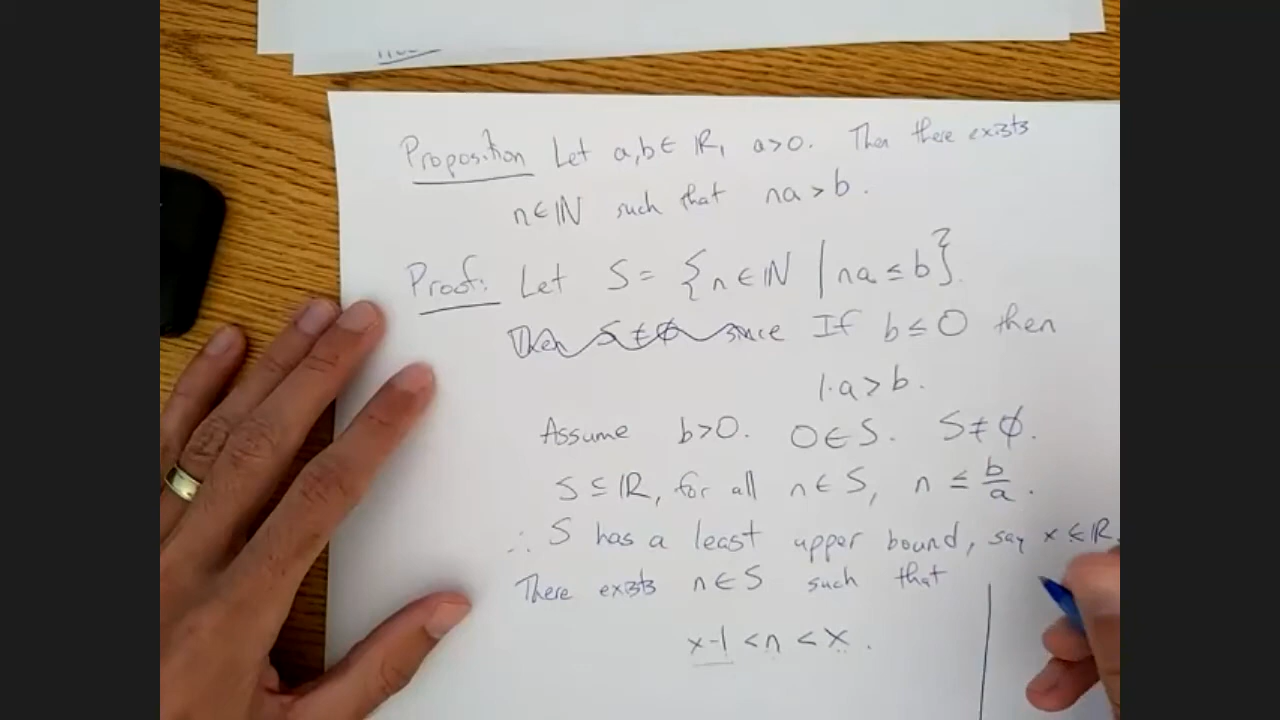 Proposition Let a,b ∈ ℝ, a>0. Then there exists
n∈ℕ such that na > b.
Proof: Let S = {n∈ℕ | na ≤ b}.
Then S≠∅ since If b ≤ 0 then
1·a > b.
Assume b>0. 0∈S. S≠∅.
S ⊆ ℝ, for all n∈S, n ≤ b/a.
∴ S has a least upper bound, say x∈ℝ.
There exists n∈S such that
x-1 < n < x.